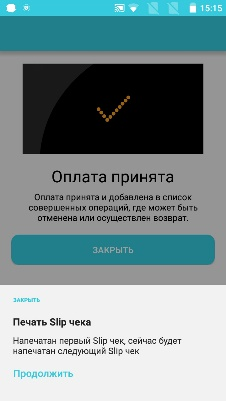 15:15
Оплата принята
Оплата принята и добавлена в список
совершенных операций, где может быть
отменена или осуществлен возврат.
ЗАКРЫТЬ
ЗАКРЫТЬ
Печать Slip чека
Напечатан первый Slip чек, сейчас будет
напечатан следующий Slip чек
Продолжить